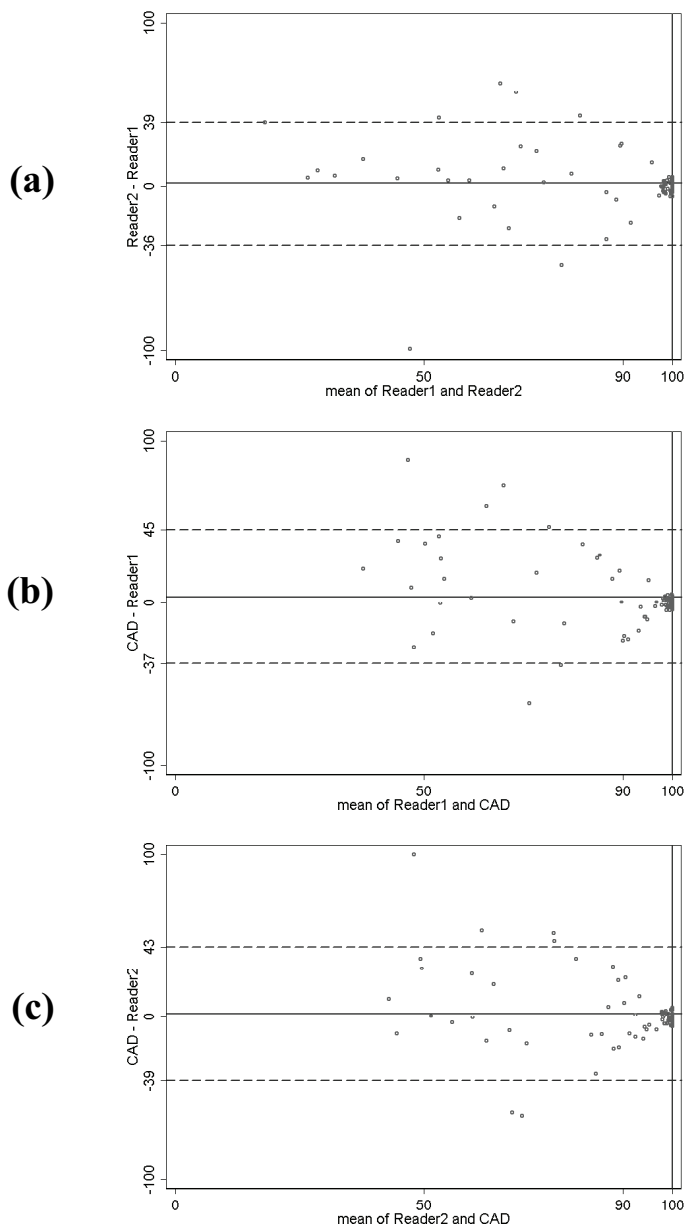 (a)
Reader2 - Reader1
100
39
0
-36
-100
0 50 90 100
mean of Reader1 and Reader2
(b)
CAD - Reader1
100
45
0
-37
-100
0 50 90 100
mean of Reader1 and CAD
(c)
CAD - Reader2
100
43
0
-39
-100
0 50 90 100
mean of Reader2 and CAD